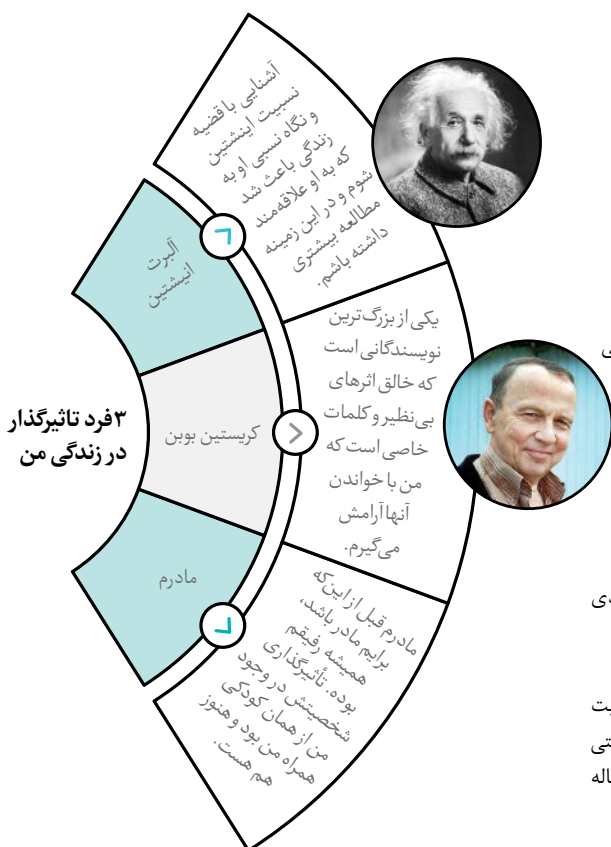 ۳فرد تاثیرگذار
در زندگی من
آلبرت
انیشتین
آشنایی با قضیه
نسبیت اینشتین
و نگاه نسبی او به
زندگی باعث شد
که به او علاقه‌مند
شوم و در این زمینه
مطالعه بیشتری
داشته باشم.
کریستین بوبن
یکی از بزرگ‌ترین
نویسندگانی است
که خالق اثرهای
بی‌نظیر و کلمات
خاصی است که
من با خواندن
آنها آرامش
می‌گیرم.
مادرم
مادرم قبل از این‌که
برایم مادر باشد،
همیشه رفیقم
بوده. تأثیرگذاری
شخصیتش در وجود
من از همان کودکی
همراه من بود و هنوز
هم هست.